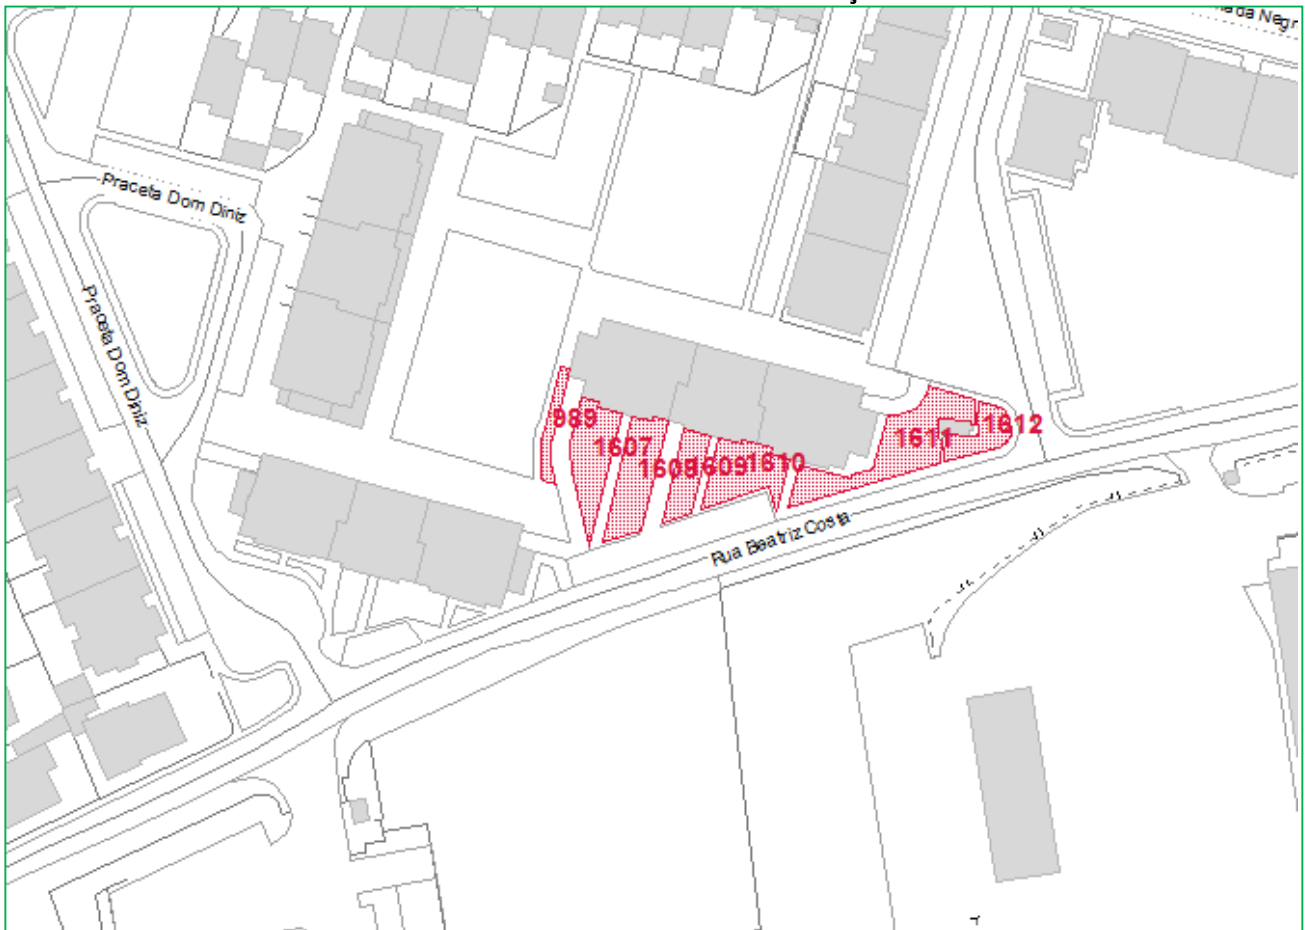 Praceta Dom Diniz
Praceta Dom Diniz
989
1607
1608
1609
1610
1611
1612
Rua Beatriz Costa